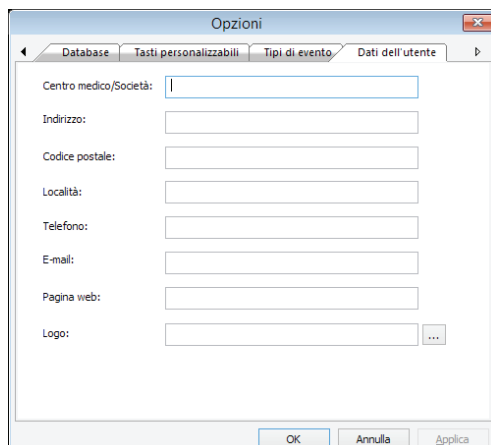 Opzioni
Database Tasti personalizzabili Tipi di evento Dati dell'utente
Centro medico/Società:
Indirizzo:
Codice postale:
Località:
Telefono:
E-mail:
Pagina web:
Logo:
...
OK Annulla Applica